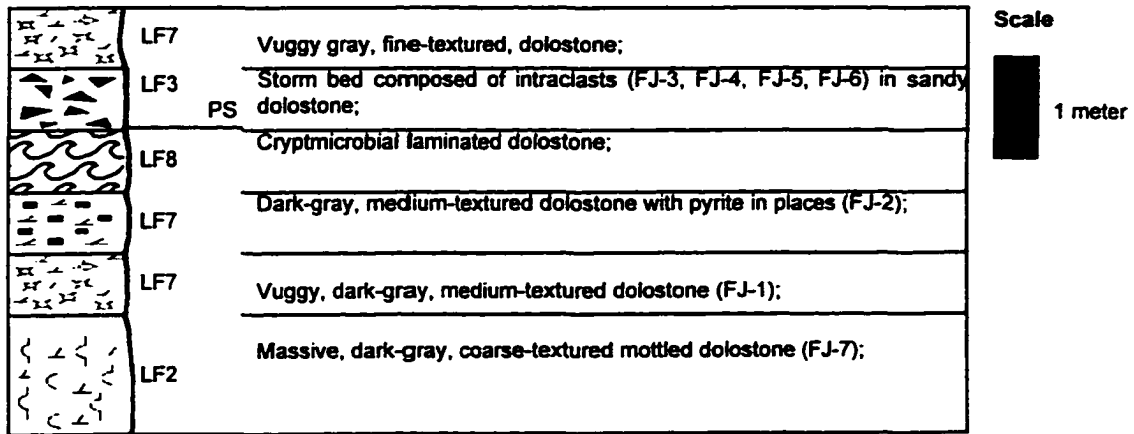 Scale
LF7 Vuggy gray, fine-textured, dolostone;
LF3 Storm bed composed of intraclasts (FJ-3, FJ-4, FJ-5, FJ-6) in sandy
PS dolostone;
1 meter
LF8 Cryptmicrobial laminated dolostone;
LF7 Dark-gray, medium-textured dolostone with pyrite in places (FJ-2);
LF7 Vuggy, dark-gray, medium-textured dolostone (FJ-1);
LF2 Massive, dark-gray, coarse-textured mottled dolostone (FJ-7);